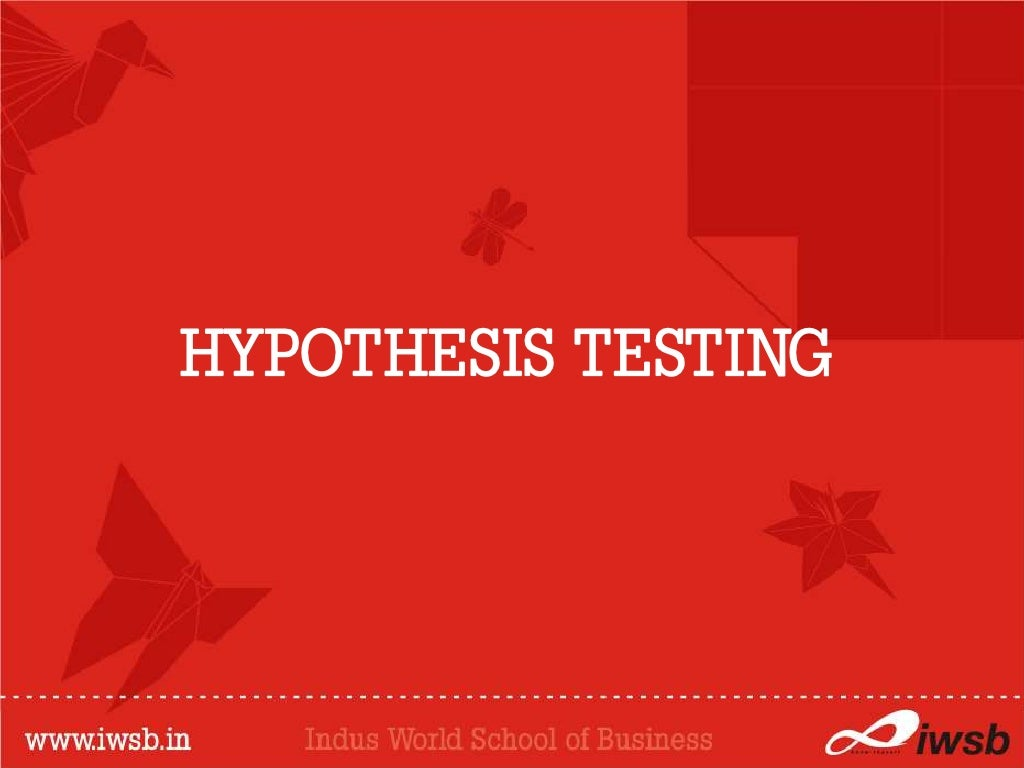 HYPOTHESIS TESTING
www.iwsb.in
Indus World School of Business
iwsb